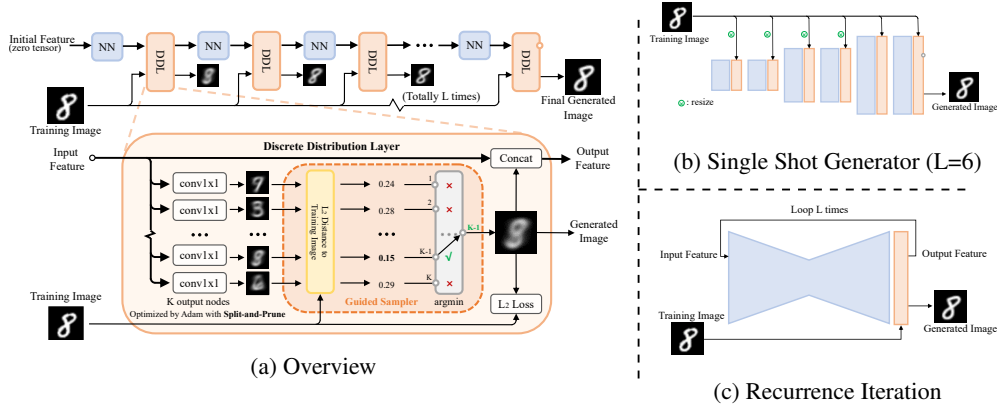 Initial Feature
(zero tensor)
NN
DDL
NN
DDL
NN
DDL
...
NN
DDL
Training Image
(Totally L times)
Final Generated
Image
Discrete Distribution Layer
Input
Feature
Concat
Output
Feature
conv1x1
conv1x1
...
conv1x1
conv1x1
...
L2 Distance to
Training Image
0.24
0.28
...
0.15
0.29
1
2
...
K-1
K
K-1
Generated
Image
K output nodes
Guided Sampler
argmin
L2 Loss
Training Image
Optimized by Adam with Split-and-Prune
(a) Overview
Training Image
: resize
Generated Image
(b) Single Shot Generator (L=6)
Loop L times
Input Feature
Output Feature
Training Image
Generated Image
(c) Recurrence Iteration